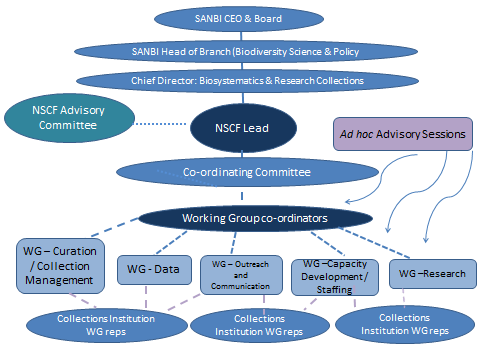 SANBI CEO & Board
SANBI Head of Branch (Biodiversity Science & Policy
Chief Director: Biosystematics & Research Collections
NSCF Advisory
Committee
NSCF Lead
Ad hoc Advisory Sessions
Co-ordinating Committee
Working Group co-ordinators
WG – Curation
/ Collection
Management
WG - Data
WG – Outreach
and
Communication
WG –Capacity
Development /
Staffing
WG –Research
Collections Institution
WG reps
Collections
Institution WG reps
Collections
Institution WG reps